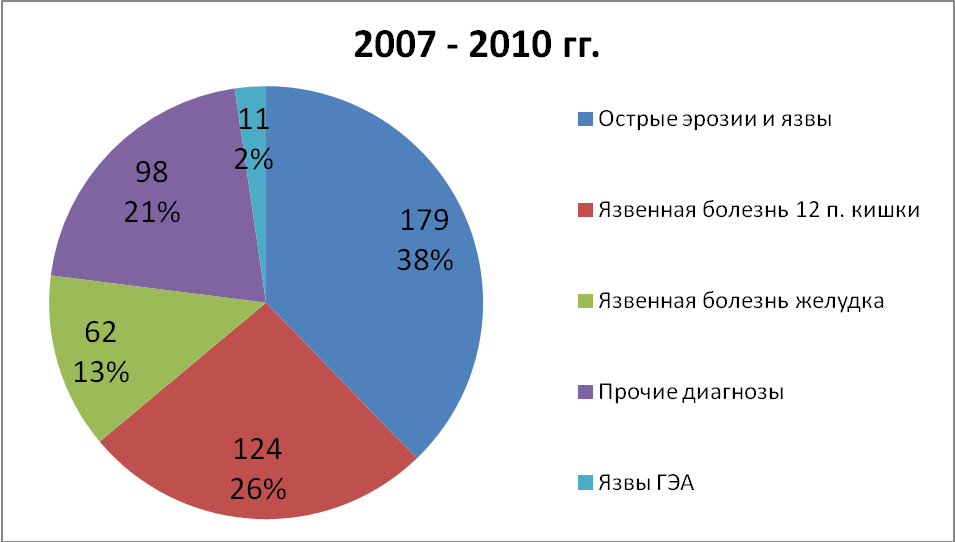 2007 - 2010 гг.
11
2%
98
21%
179
38%
62
13%
124
26%
Острые эрозии и язвы
Язвенная болезнь 12 п. кишки
Язвенная болезнь желудка
Прочие диагнозы
Язвы ГЭА